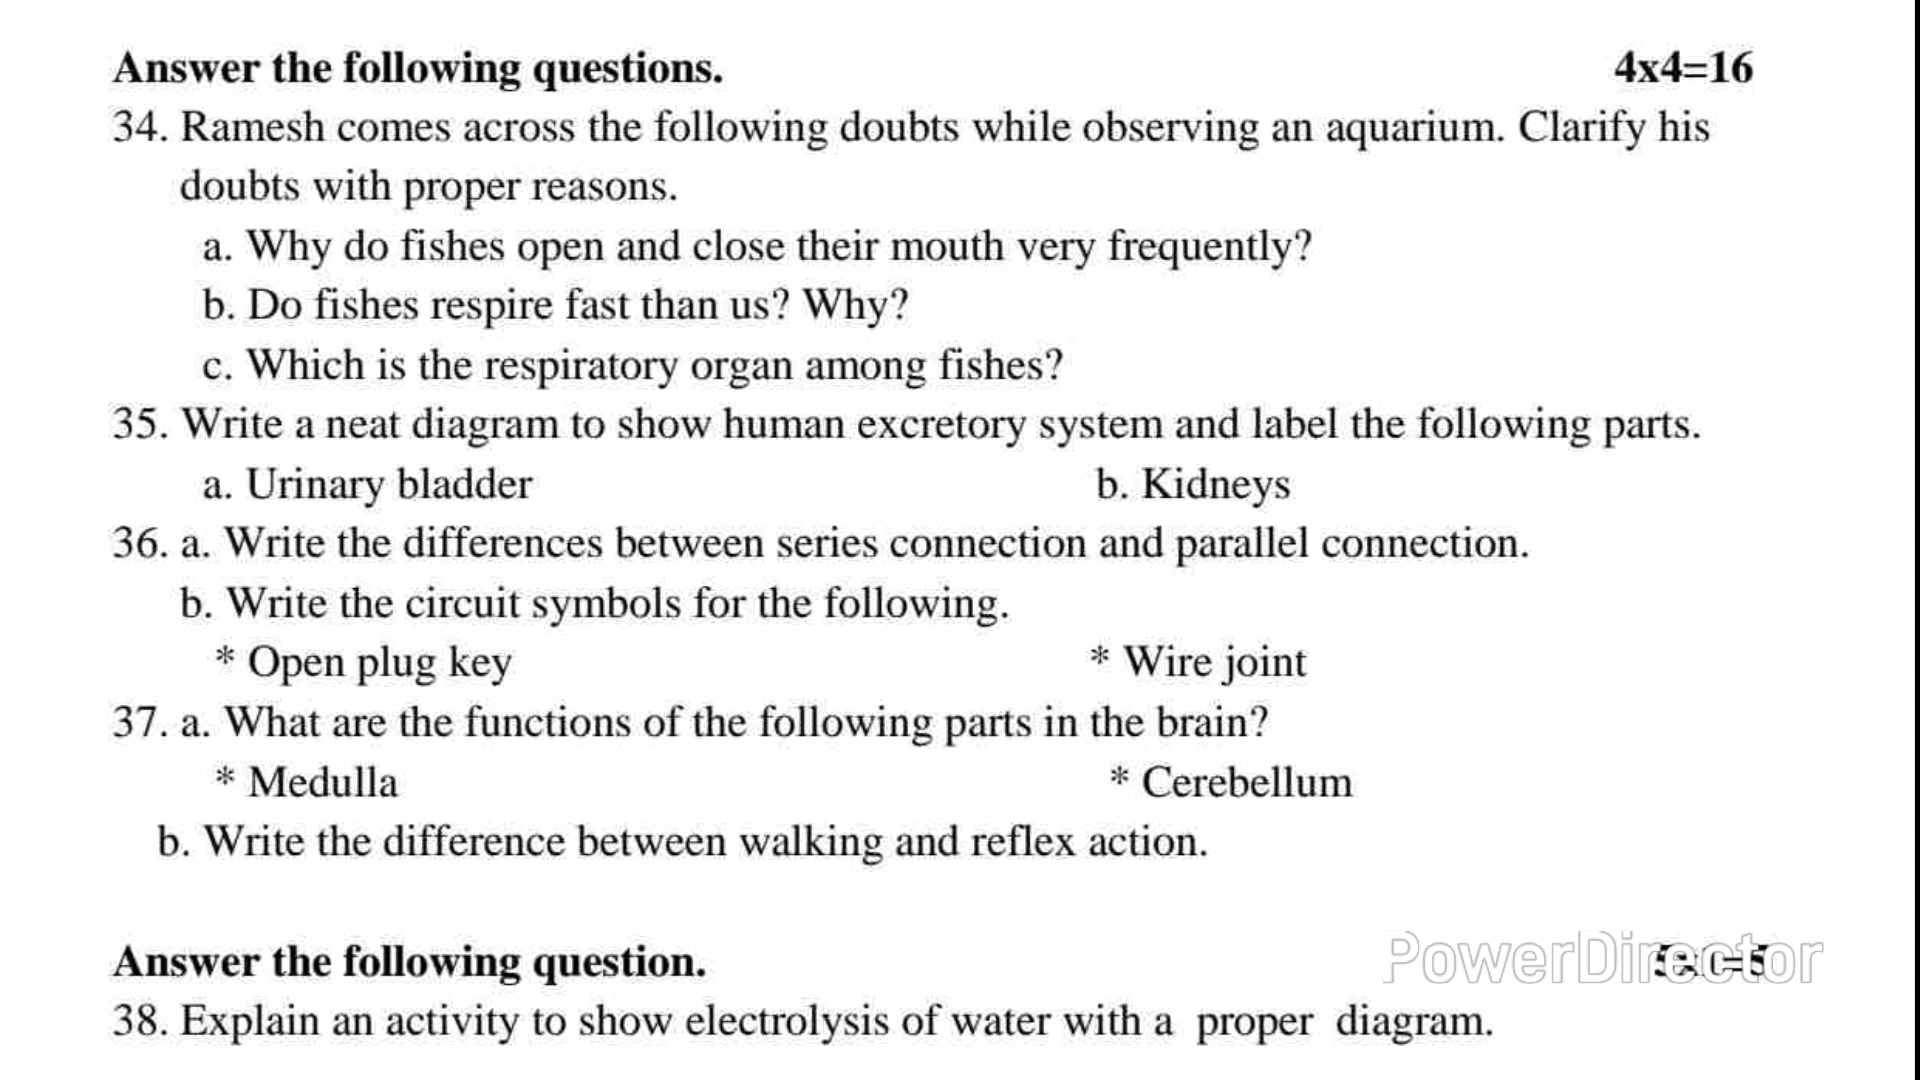 Answer the following questions. 4x4=16
34. Ramesh comes across the following doubts while observing an aquarium. Clarify his
doubts with proper reasons.
a. Why do fishes open and close their mouth very frequently?
b. Do fishes respire fast than us? Why?
c. Which is the respiratory organ among fishes?
35. Write a neat diagram to show human excretory system and label the following parts.
a. Urinary bladder b. Kidneys
36. a. Write the differences between series connection and parallel connection.
b. Write the circuit symbols for the following.
* Open plug key * Wire joint
37. a. What are the functions of the following parts in the brain?
* Medulla * Cerebellum
b. Write the difference between walking and reflex action.
Answer the following question.
PowerDirector
38. Explain an activity to show electrolysis of water with a proper diagram.